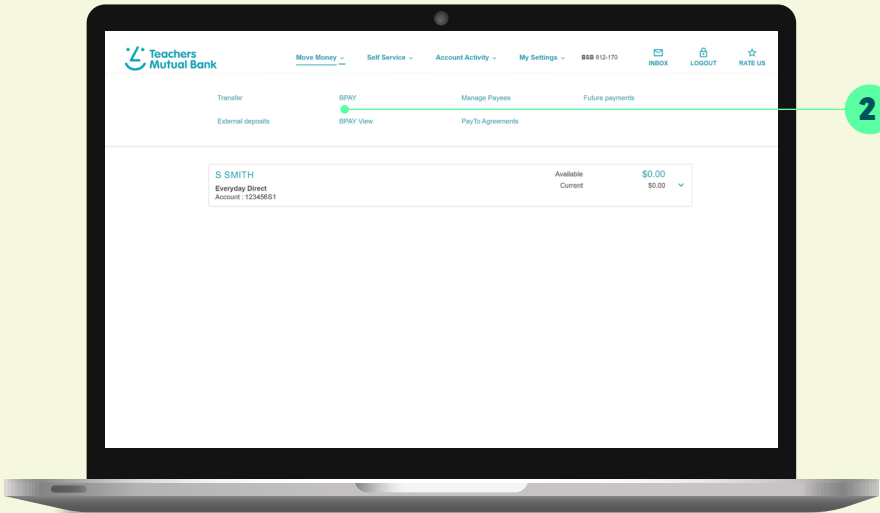 Teachers
Mutual Bank
Move Money
Self Service
Account Activity
My Settings
BSB 812-170
INBOX
LOGOUT
RATE US
Transfer
BPAY
Manage Payees
Future payments
External deposits
BPAY View
PayTo Agreements
2
S SMITH
Available
$0.00
Everyday Direct
Current
$0.00
Account : 123456S1